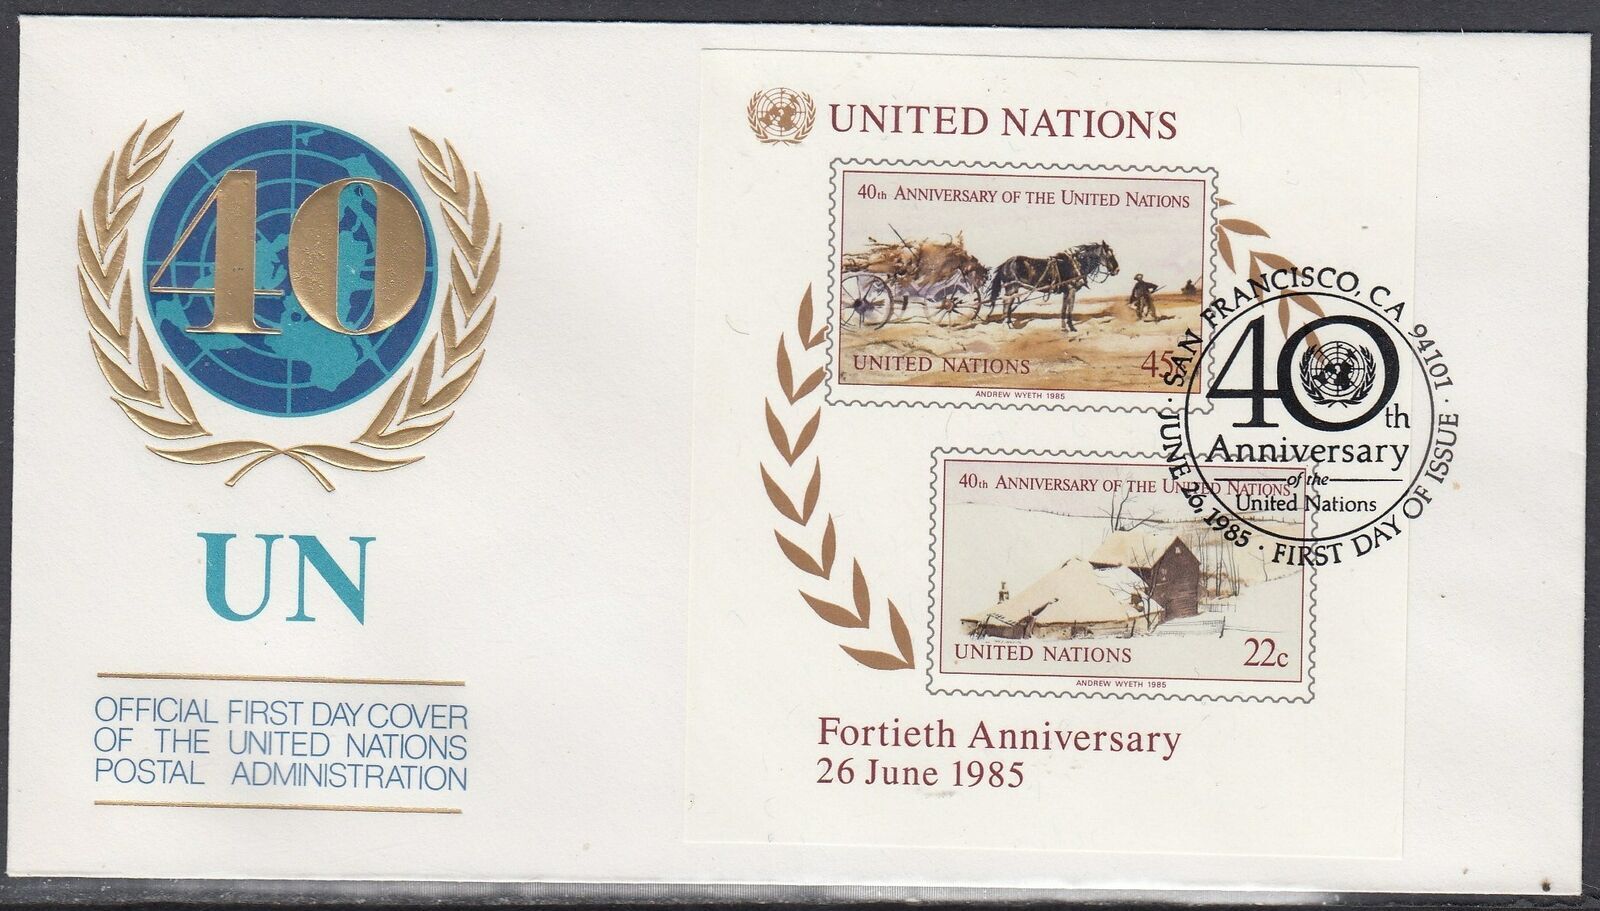 40
UN
OFFICIAL FIRST DAY COVER
OF THE UNITED NATIONS
POSTAL ADMINISTRATION
UNITED NATIONS
40th ANNIVERSARY OF THE UNITED NATIONS
UNITED NATIONS 45
ANDREW WYETH 1985
40th ANNIVERSARY OF THE UNITED NATIONS
UNITED NATIONS 22c
ANDREW WYETH 1985
Fortieth Anniversary
26 June 1985
SAN FRANCISCO, CA 94101 · FIRST DAY OF ISSUE · JUNE 26, 1985 ·
40th
Anniversary
of the
United Nations